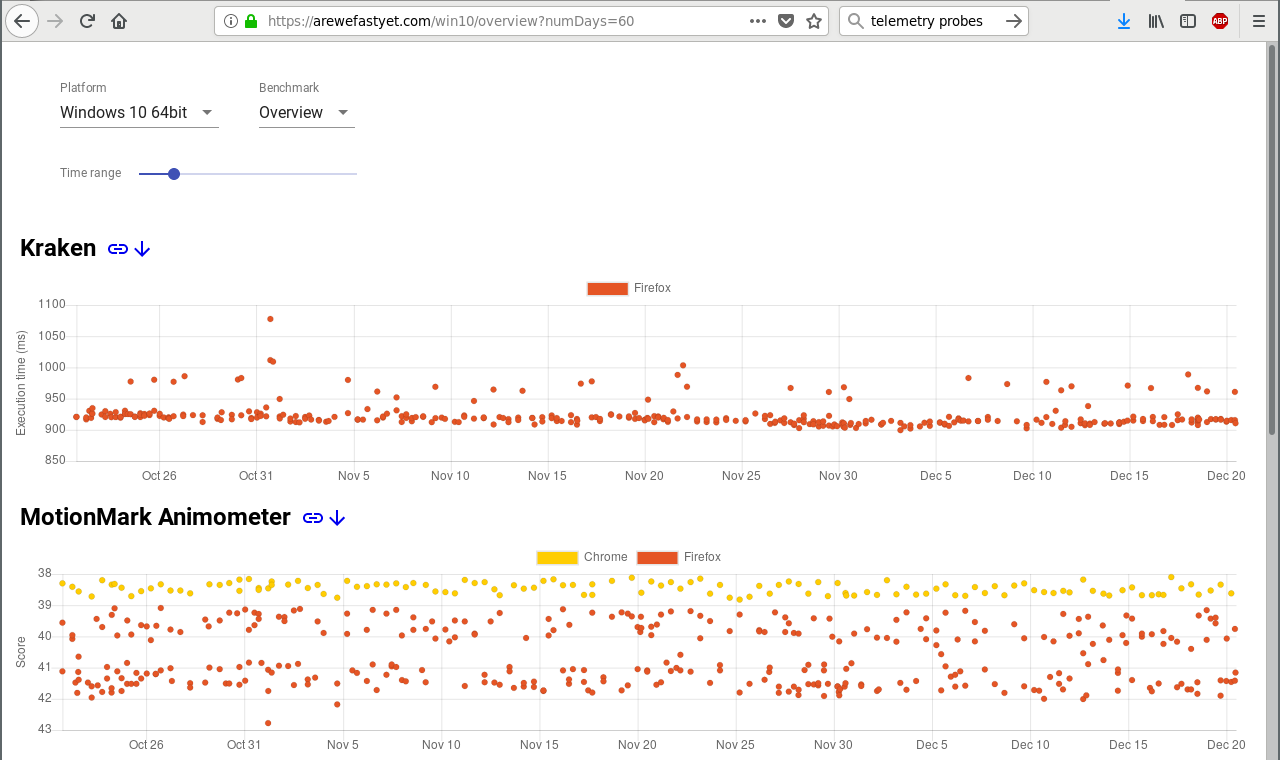 https://arewefastyet.com/win10/overview?numDays=60
telemetry probes
ABP
Platform
Benchmark
Windows 10 64bit
Overview
Time range
Kraken
Firefox
Execution time (ms)
1100
1050
1000
950
900
850
Oct 26 Oct 31 Nov 5 Nov 10 Nov 15 Nov 20 Nov 25 Nov 30 Dec 5 Dec 10 Dec 15 Dec 20
MotionMark Animometer
Chrome Firefox
Score
38
39
40
41
42
43
Oct 26 Oct 31 Nov 5 Nov 10 Nov 15 Nov 20 Nov 25 Nov 30 Dec 5 Dec 10 Dec 15 Dec 20